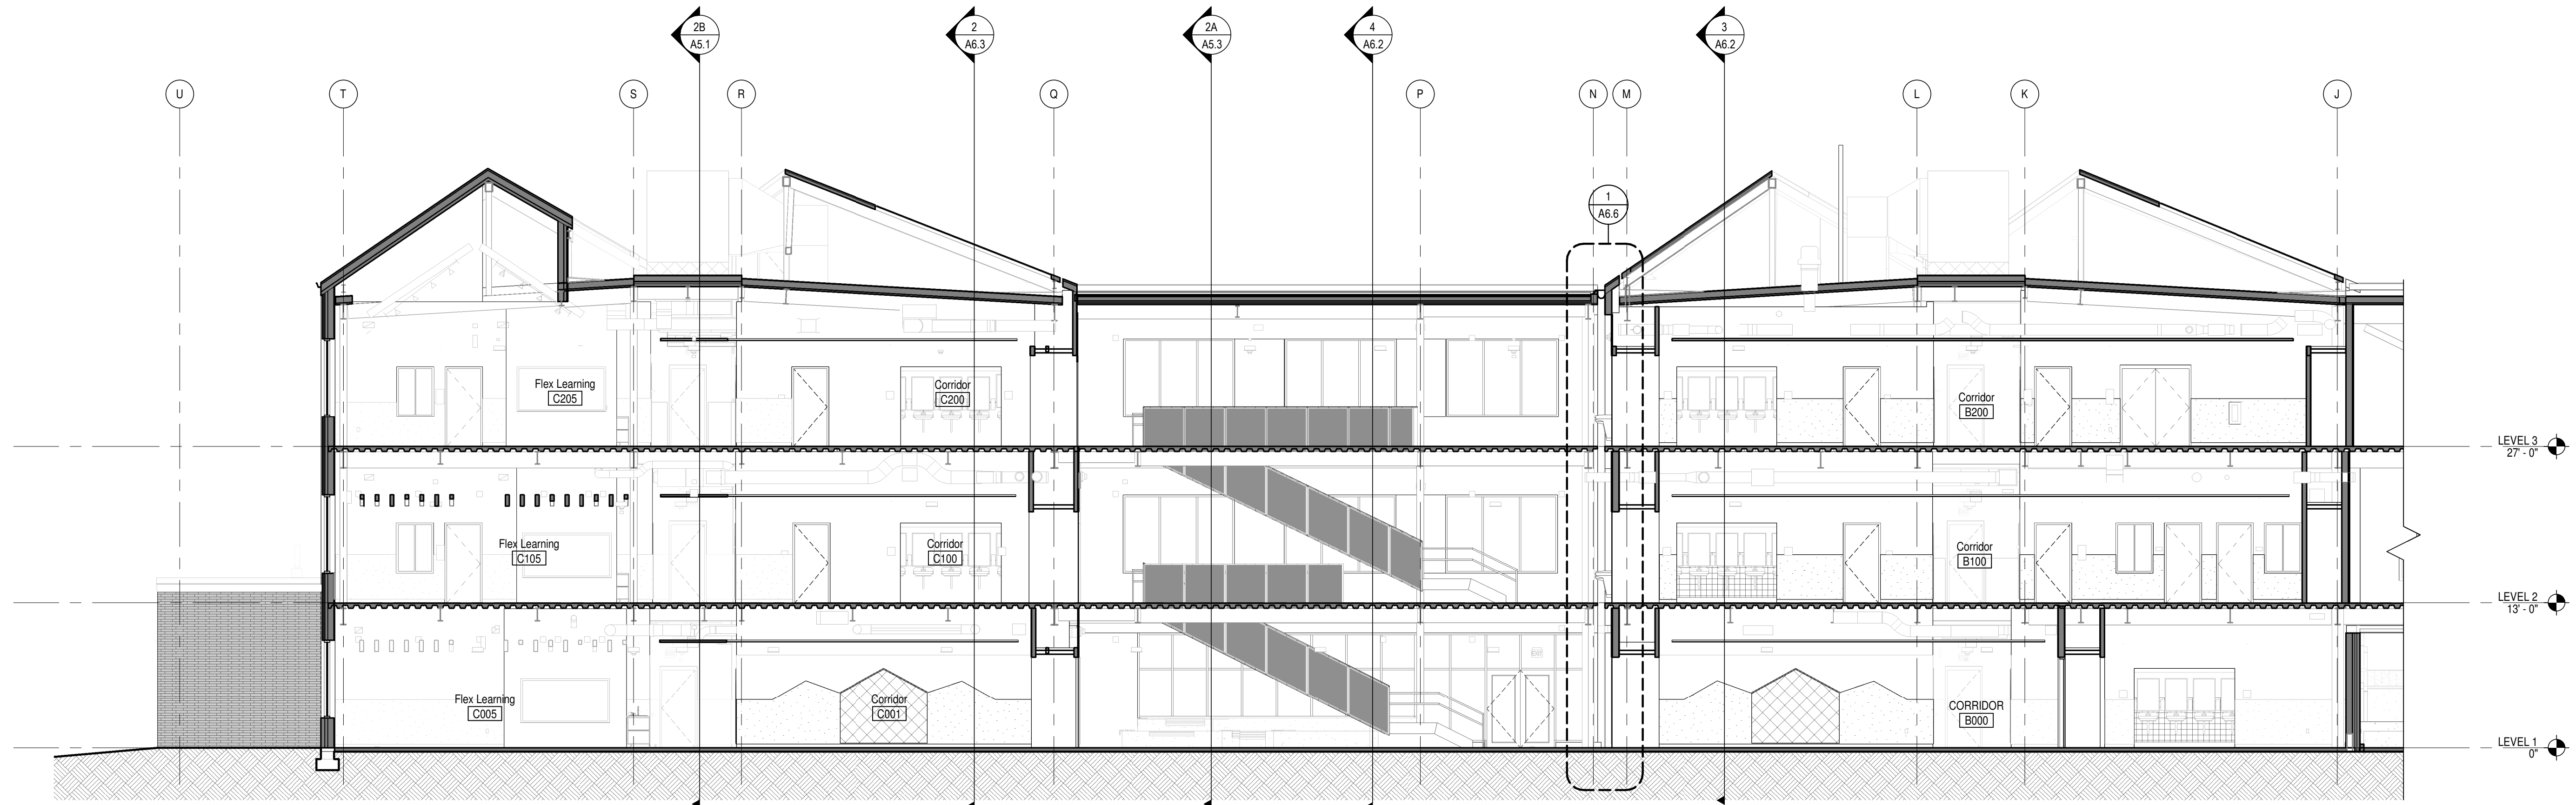 2B
A5.1
2
A6.3
2A
A5.3
4
A6.2
3
A6.2
U
T
S
R
Q
P
N
M
L
K
J
1
A6.6
Flex Learning
C205
Corridor
C200
Corridor
B200
LEVEL 3
27' - 0"
Flex Learning
C105
Corridor
C100
Corridor
B100
LEVEL 2
13' - 0"
EXIT
Flex Learning
C005
Corridor
C001
CORRIDOR
B000
LEVEL 1
0"